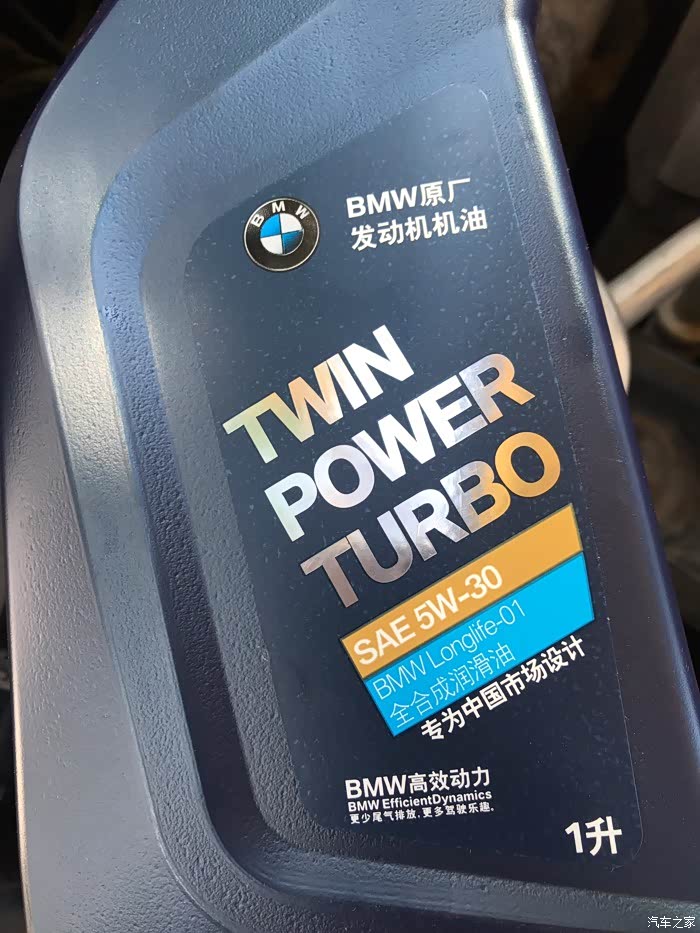 BMW
BMW原厂
发动机机油
TWIN
POWER
TURBO
SAE 5W-30
BMW Longlife-01
全合成润滑油
专为中国市场设计
BMW高效动力
BMW EfficientDynamics
更少尾气排放，更多驾驶乐趣。
1升
汽车之家